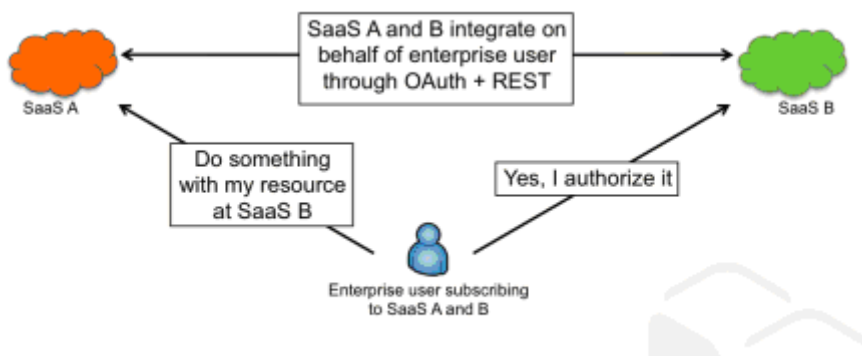 SaaS A and B integrate on
behalf of enterprise user
through OAuth + REST
SaaS A
SaaS B
Do something
with my resource
at SaaS B
Yes, I authorize it
Enterprise user subscribing
to SaaS A and B